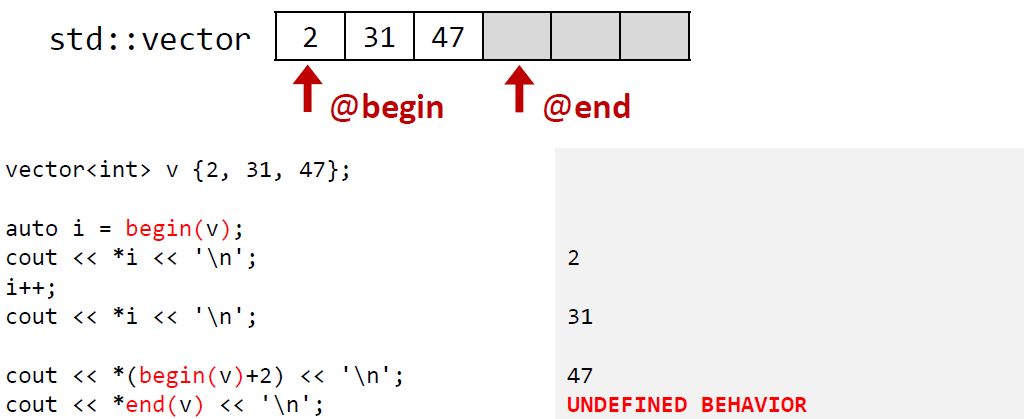 std::vector 2 31 47
@begin @end
vector<int> v {2, 31, 47};
auto i = begin(v);
cout << *i << '\n'; 2
i++;
cout << *i << '\n'; 31
cout << *(begin(v)+2) << '\n'; 47
cout << *end(v) << '\n'; UNDEFINED BEHAVIOR